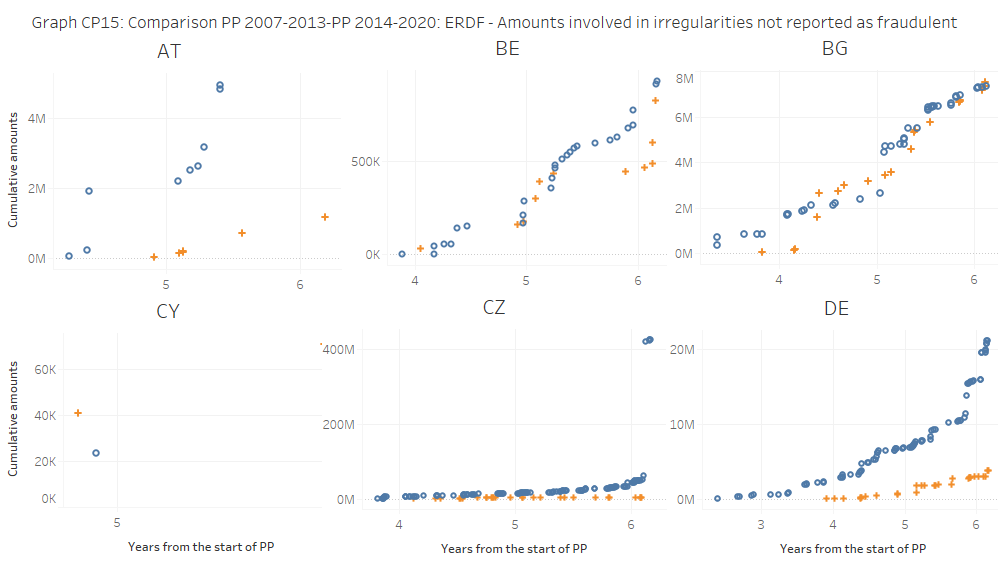 Graph CP15: Comparison PP 2007-2013-PP 2014-2020: ERDF - Amounts involved in irregularities not reported as fraudulent
AT
BE
BG
Cumulative amounts
4M
2M
0M
5
6
500K
0K
4
5
6
8M
6M
4M
2M
0M
4
5
6
CY
CZ
DE
Cumulative amounts
60K
40K
20K
0K
5
Years from the start of PP
400M
200M
0M
4
5
6
Years from the start of PP
20M
10M
0M
3
4
5
6
Years from the start of PP